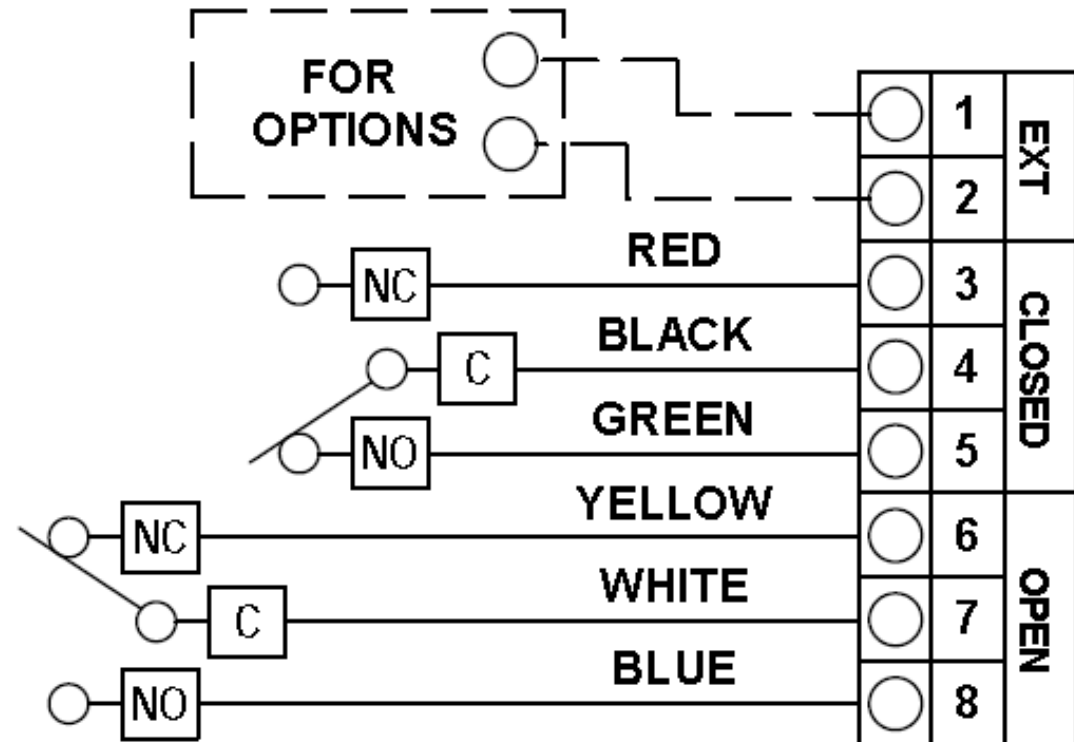 FOR
OPTIONS
1
2
EXT
RED
NC
3
BLACK
C
4
GREEN
NO
5
CLOSED
YELLOW
NC
6
WHITE
C
7
BLUE
NO
8
OPEN